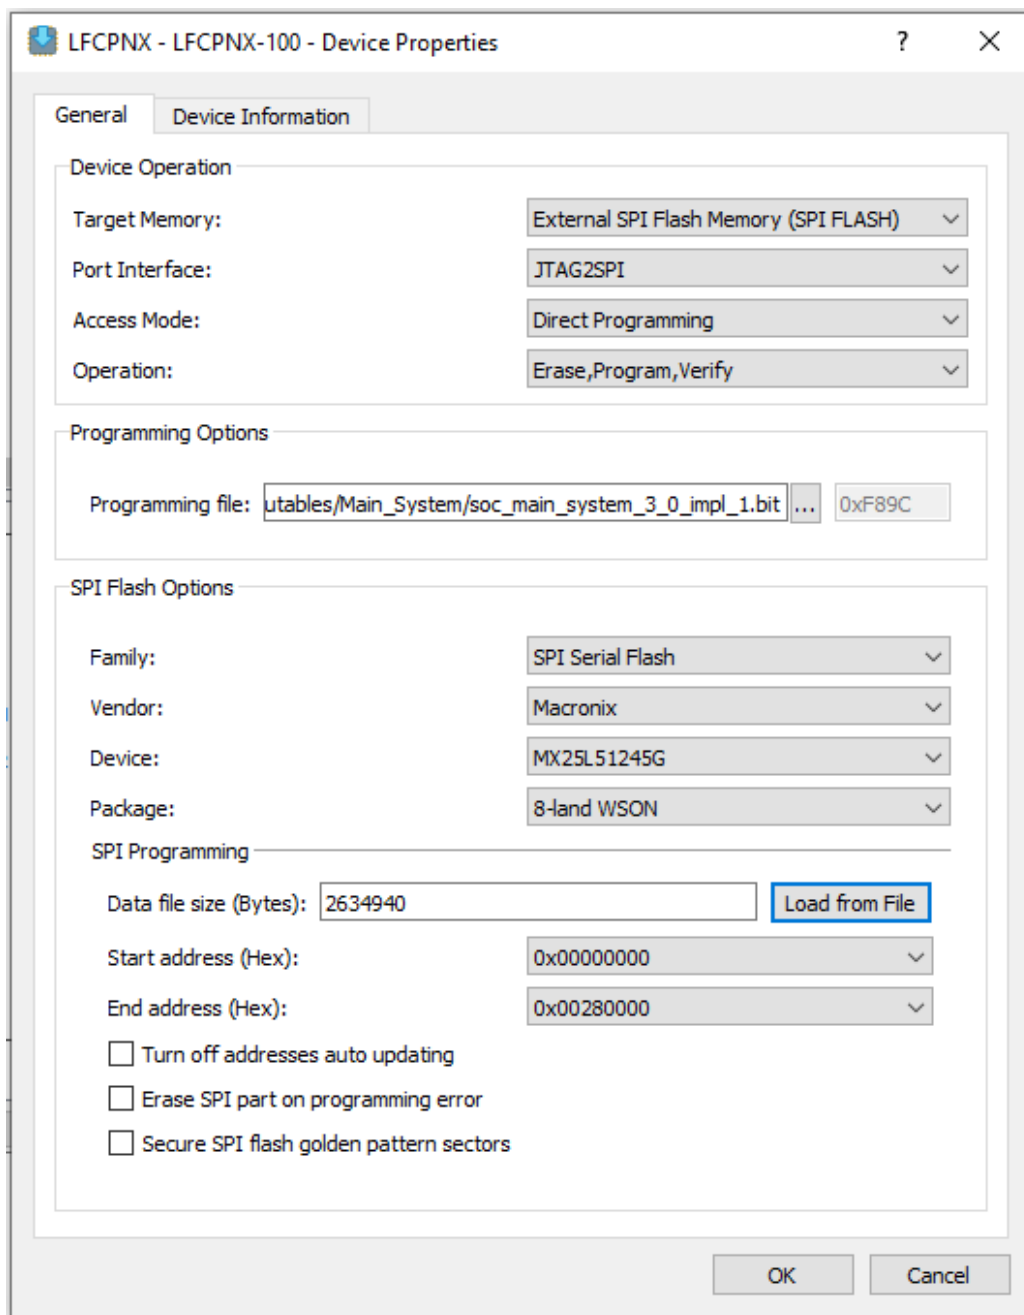 LFCPNX - LFCPNX-100 - Device Properties ?
General Device Information
Device Operation
Target Memory: External SPI Flash Memory (SPI FLASH)
Port Interface: JTAG2SPI
Access Mode: Direct Programming
Operation: Erase,Program,Verify
Programming Options
Programming file: utables/Main_System/soc_main_system_3_0_impl_1.bit ... 0xF89C
SPI Flash Options
Family: SPI Serial Flash
Vendor: Macronix
Device: MX25L51245G
Package: 8-land WSON
SPI Programming
Data file size (Bytes): 2634940 Load from File
Start address (Hex): 0x00000000
End address (Hex): 0x00280000
Turn off addresses auto updating
Erase SPI part on programming error
Secure SPI flash golden pattern sectors
OK Cancel